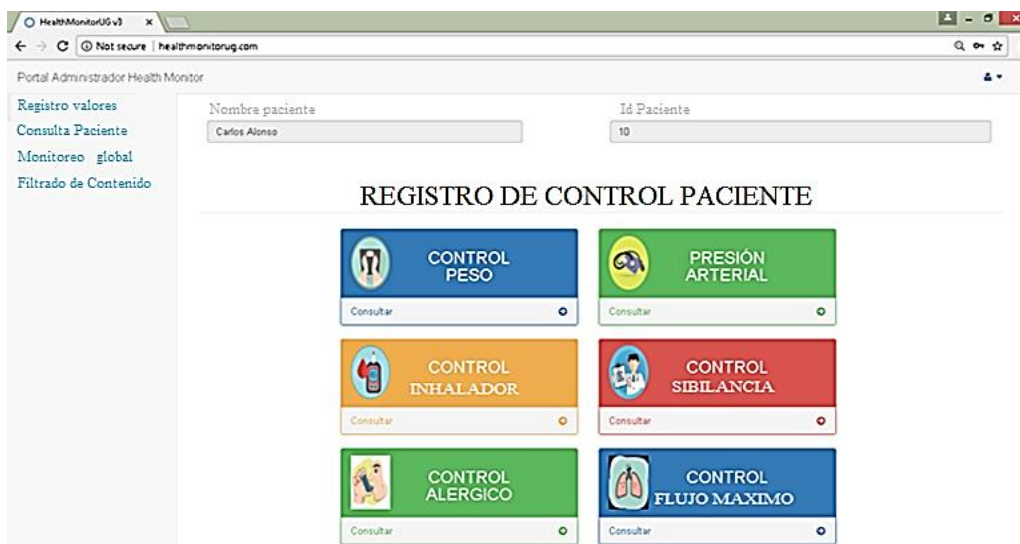 HealthMonitorUG v3
Not secure | healthmonitorug.com
Portal Administrador Health Monitor
Registro valores
Consulta Paciente
Monitoreo global
Filtrado de Contenido
Nombre paciente
Id Paciente
Carlos Alonso
10
REGISTRO DE CONTROL PACIENTE
CONTROL
PESO
Consultar
PRESIÓN
ARTERIAL
Consultar
CONTROL
INHALADOR
Consultar
CONTROL
SIBILANCIA
Consultar
CONTROL
ALERGICO
Consultar
CONTROL
FLUJO MAXIMO
Consultar